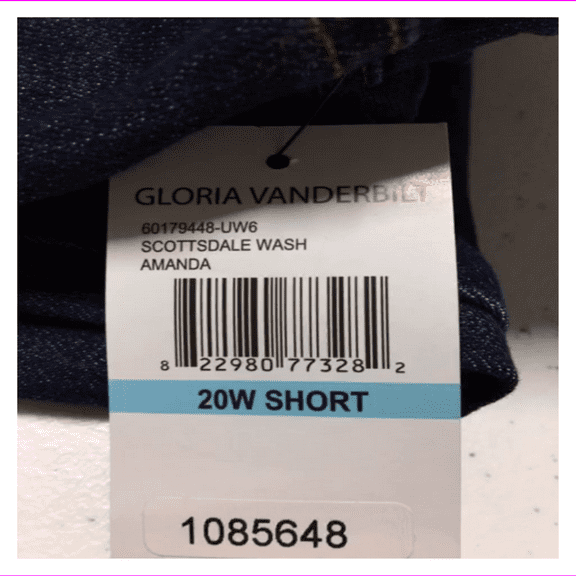 GLORIA VANDERBILT
60179448-UW6
SCOTTSDALE WASH
AMANDA
8 22980 77328 2
20W SHORT
1085648